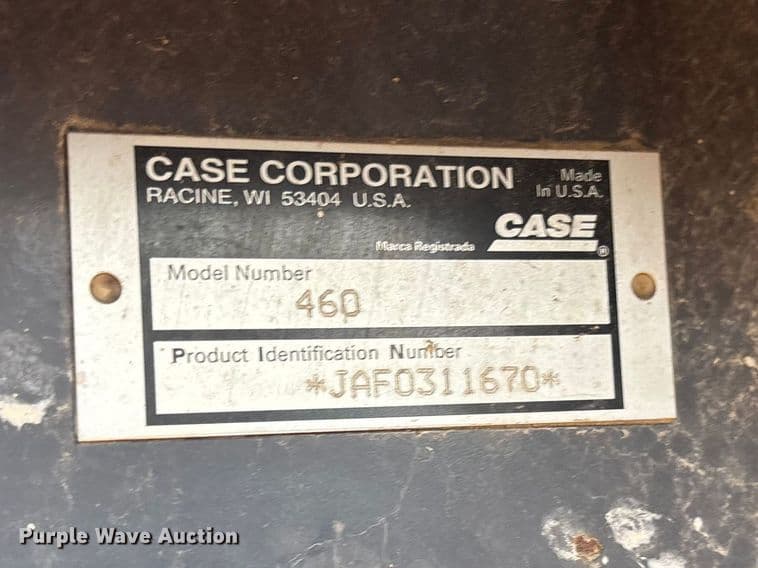 CASE CORPORATION
RACINE, WI 53404 U.S.A.
Made
In U.S.A.
CASE
®
Marca Registrada
Model Number
460
Product Identification Number
*JAF0311670*
Purple Wave Auction